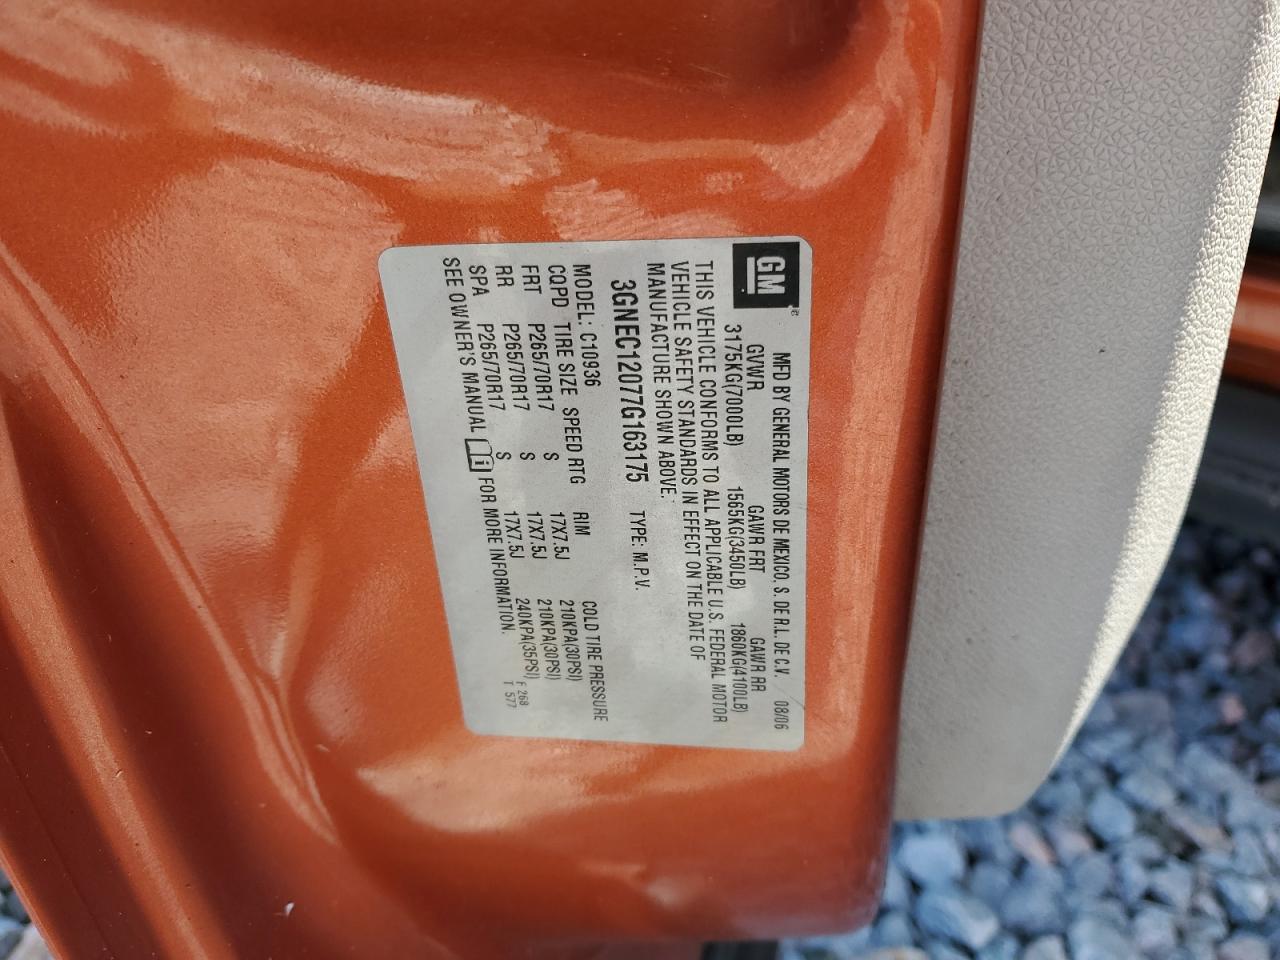 GM®
MFD BY GENERAL MOTORS DE MEXICO, S. DE R.L. DE C.V. 08/06
GVWR GAWR FRT GAWR RR
3175KG(7000LB) 1565KG(3450LB) 1860KG(4100LB)
THIS VEHICLE CONFORMS TO ALL APPLICABLE U.S. FEDERAL MOTOR
VEHICLE SAFETY STANDARDS IN EFFECT ON THE DATE OF
MANUFACTURE SHOWN ABOVE.
3GNEC12077G163175 TYPE: M.P.V.
MODEL: C10936
CQPD TIRE SIZE SPEED RTG RIM COLD TIRE PRESSURE
FRT P265/70R17 S 17X7.5J 210KPA(30PSI)
RR P265/70R17 S 17X7.5J 210KPA(30PSI)
SPA P265/70R17 S 17X7.5J 240KPA(35PSI)
SEE OWNER'S MANUAL i FOR MORE INFORMATION.
F 268
T 577